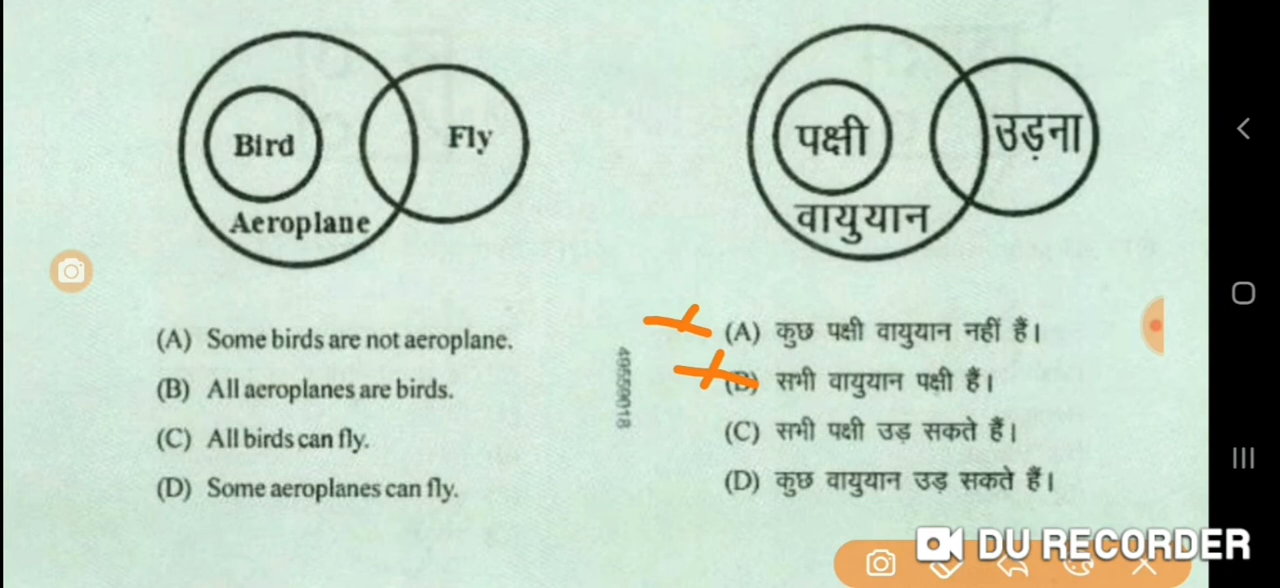 Bird
Fly
Aeroplane
पक्षी
उड़ना
वायुयान
(A) Some birds are not aeroplane.
(B) All aeroplanes are birds.
(C) All birds can fly.
(D) Some aeroplanes can fly.
49559018
(A) कुछ पक्षी वायुयान नहीं हैं।
(B) सभी वायुयान पक्षी हैं।
(C) सभी पक्षी उड़ सकते हैं।
(D) कुछ वायुयान उड़ सकते हैं।
DU RECORDER